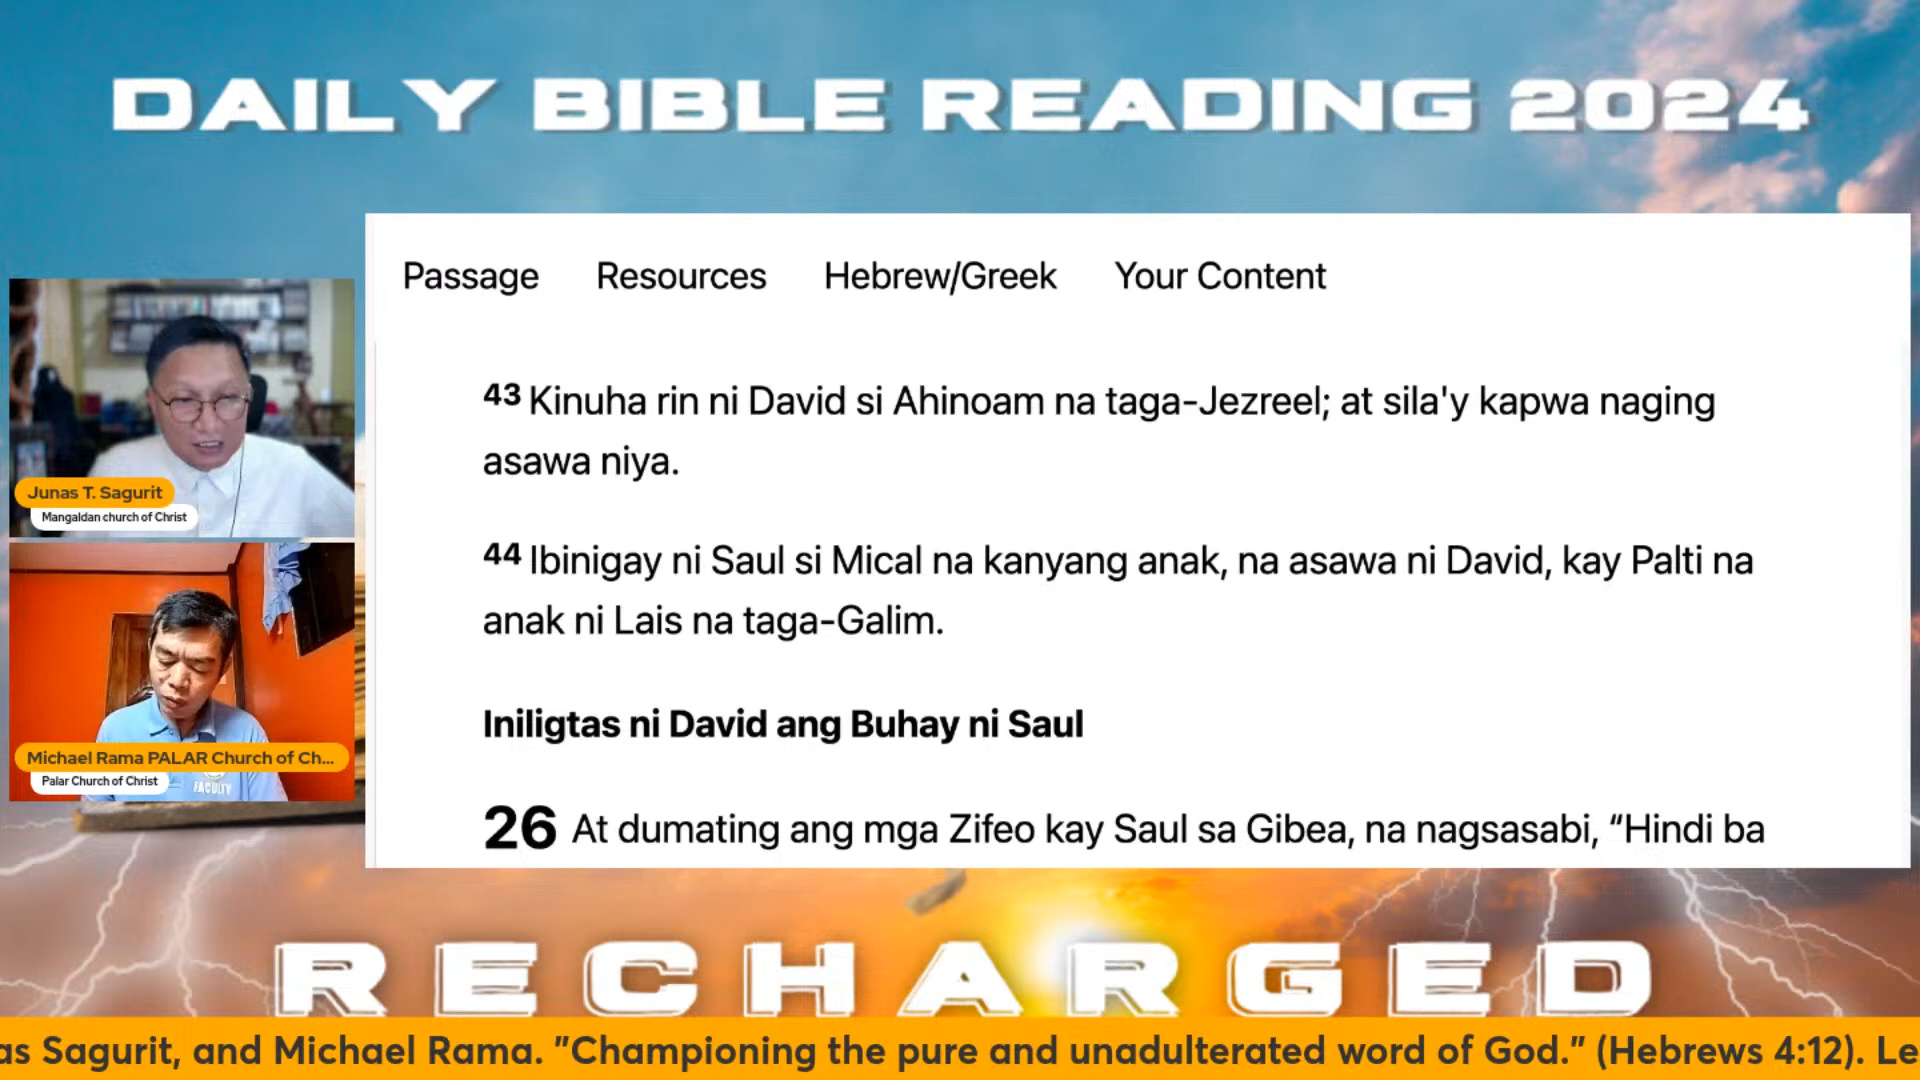 DAILY BIBLE READING 2024
Passage Resources Hebrew/Greek Your Content
43 Kinuha rin ni David si Ahinoam na taga-Jezreel; at sila'y kapwa naging
asawa niya.
44 Ibinigay ni Saul si Mical na kanyang anak, na asawa ni David, kay Palti na
anak ni Lais na taga-Galim.
Iniligtas ni David ang Buhay ni Saul
26 At dumating ang mga Zifeo kay Saul sa Gibea, na nagsasabi, “Hindi ba
Junas T. Sagurit
Mangaldan church of Christ
Michael Rama PALAR Church of Ch...
Palar Church of Christ
FACULTY
RECHARGED
as Sagurit, and Michael Rama. "Championing the pure and unadulterated word of God." (Hebrews 4:12). Le